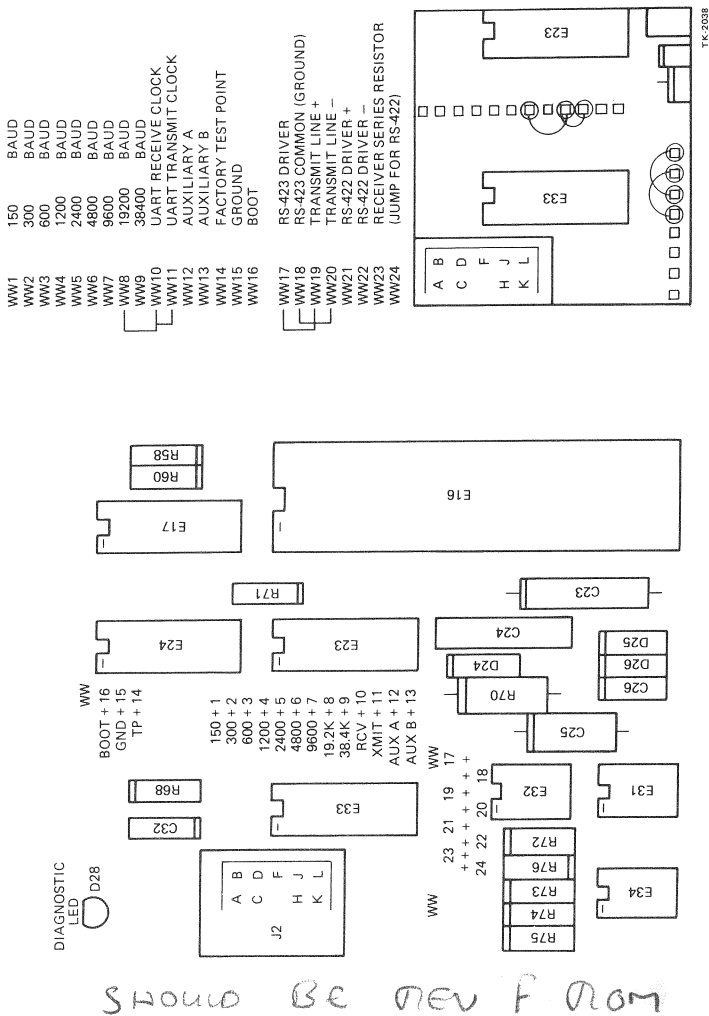 TK-2038
WW1 150 BAUD
WW2 300 BAUD
WW3 600 BAUD
WW4 1200 BAUD
WW5 2400 BAUD
WW6 4800 BAUD
WW7 9600 BAUD
WW8 19200 BAUD
WW9 38400 BAUD
WW10 UART RECEIVE CLOCK
WW11 UART TRANSMIT CLOCK
WW12 AUXILIARY A
WW13 AUXILIARY B
WW14 FACTORY TEST POINT
WW15 GROUND
WW16 BOOT
WW17 RS-423 DRIVER
WW18 RS-423 COMMON (GROUND)
WW19 TRANSMIT LINE +
WW20 TRANSMIT LINE –
WW21 RS-422 DRIVER +
WW22 RS-422 DRIVER –
WW23 RECEIVER SERIES RESISTOR
WW24 (JUMP FOR RS-422)
E23
E33
A B
C D
F
H J
K L
R58
R60
E17
E16
R71
C23
E24
E23
C24
D24
R70
D25
D26
C26
C25
WW
BOOT + 16
GND + 15
TP + 14
150 + 1
300 + 2
600 + 3
1200 + 4
2400 + 5
4800 + 6
9600 + 7
19.2K + 8
38.4K + 9
RCV + 10
XMIT + 11
AUX A + 12
AUX B + 13
WW
23 21 19 17
+ + + + + + + +
24 22 20 18
WW
R68
C32
E33
E32
E31
R72
R76
R73
R74
R75
E34
DIAGNOSTIC
LED
D28
J2
A B
C D
F
H J
K L
SHOULD BE REV F ROM